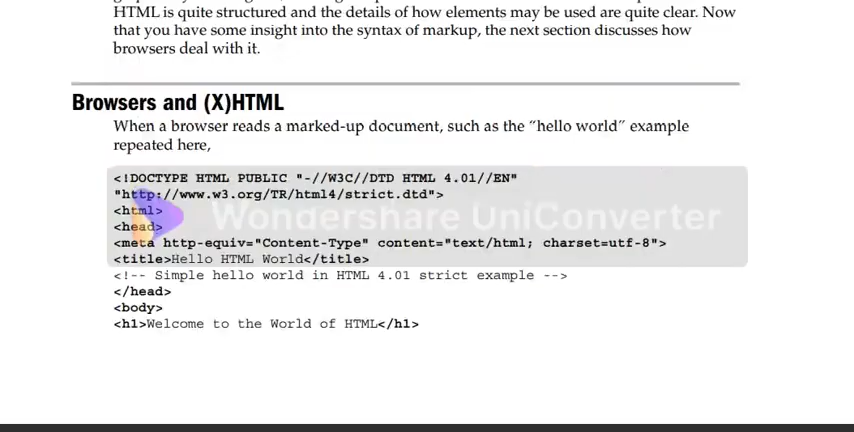 HTML is quite structured and the details of how elements may be used are quite clear. Now
that you have some insight into the syntax of markup, the next section discusses how
browsers deal with it.
Browsers and (X)HTML
When a browser reads a marked-up document, such as the "hello world" example
repeated here,
<!DOCTYPE HTML PUBLIC "-//W3C//DTD HTML 4.01//EN"
"http://www.w3.org/TR/html4/strict.dtd">
<html>
Wondershare UniConverter
<head>
<meta http-equiv="Content-Type" content="text/html; charset=utf-8">
<title>Hello HTML World</title>
<!-- Simple hello world in HTML 4.01 strict example -->
</head>
<body>
<h1>Welcome to the World of HTML</h1>